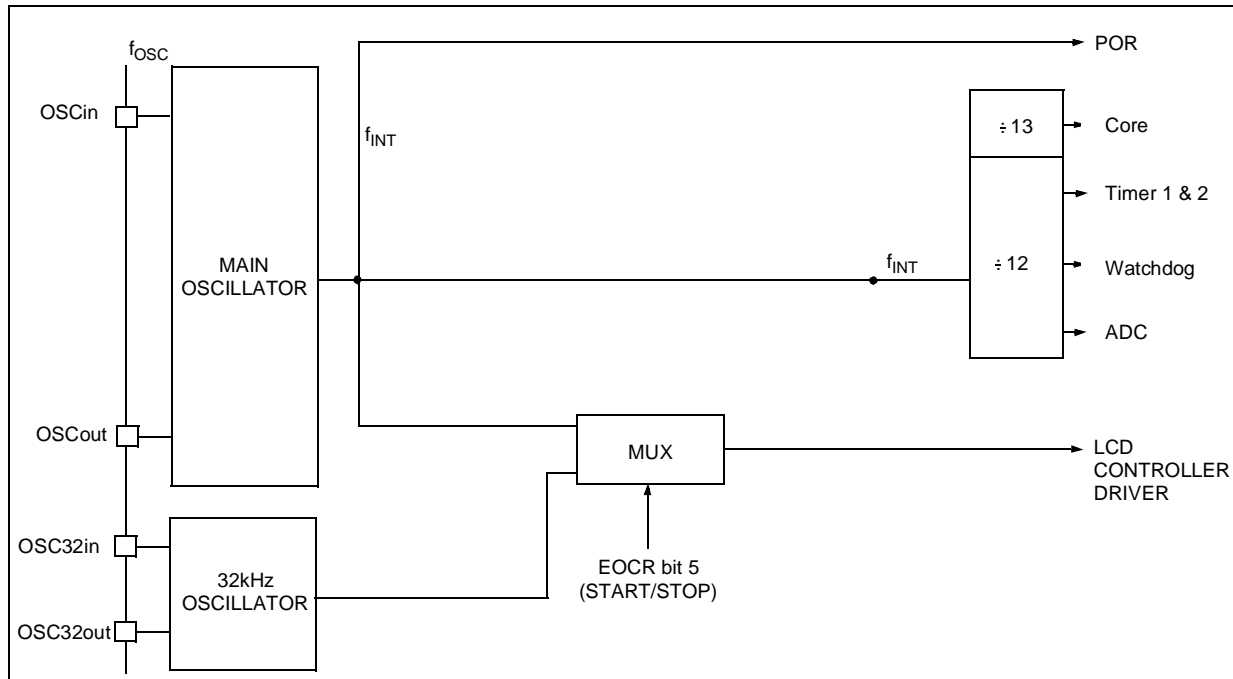 fOSC
POR
OSCin
÷13
Core
fINT
Timer 1 & 2
MAIN
OSCILLATOR
fINT
÷12
Watchdog
ADC
OSCout
MUX
LCD
CONTROLLER
DRIVER
OSC32in
EOCR bit 5
(START/STOP)
32kHz
OSCILLATOR
OSC32out